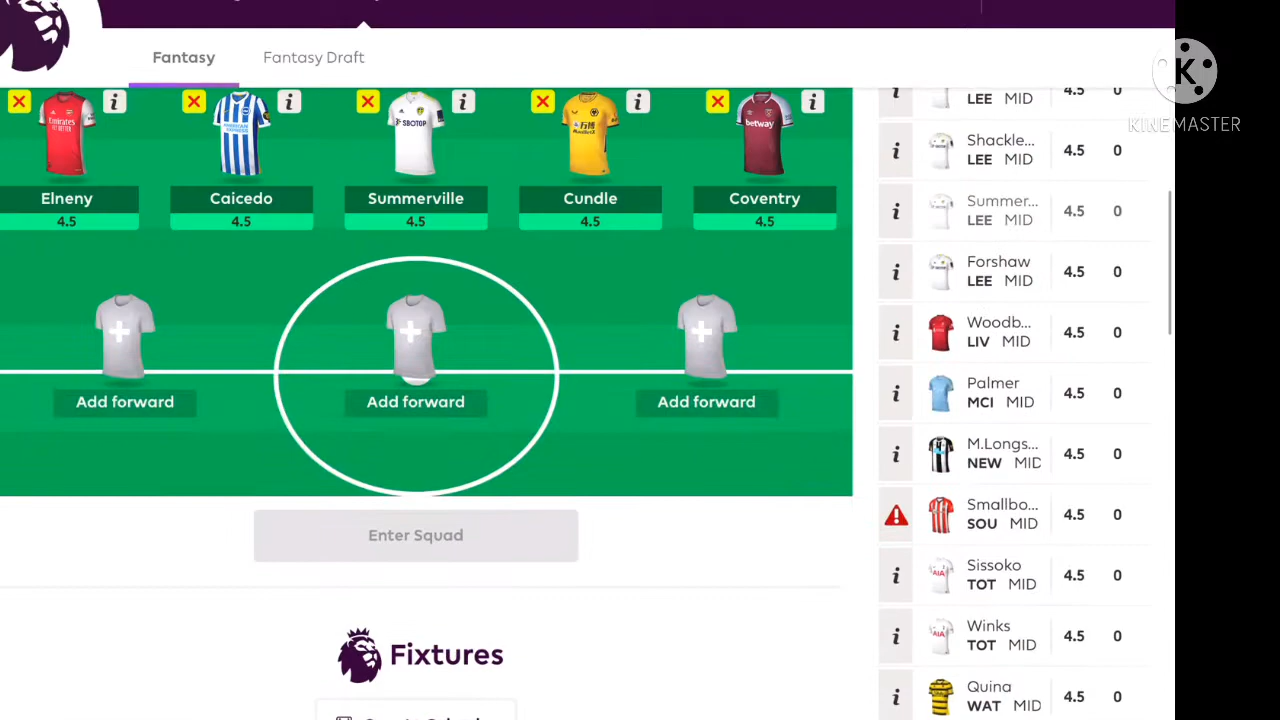 Fantasy
Fantasy Draft
K
KINEMASTER
SBOTOP
betway
Elneny
Caicedo
Summerville
Cundle
Coventry
4.5
4.5
4.5
4.5
4.5
Add forward
Add forward
Add forward
Enter Squad
Fixtures
LEE MID
4.5 0
Shackle...
LEE MID
4.5 0
Summer...
LEE MID
4.5 0
Forshaw
LEE MID
4.5 0
Woodb...
LIV MID
4.5 0
Palmer
MCI MID
4.5 0
M.Longs...
NEW MID
4.5 0
Smallbo...
SOU MID
4.5 0
Sissoko
TOT MID
4.5 0
Winks
TOT MID
4.5 0
Quina
WAT MID
4.5 0